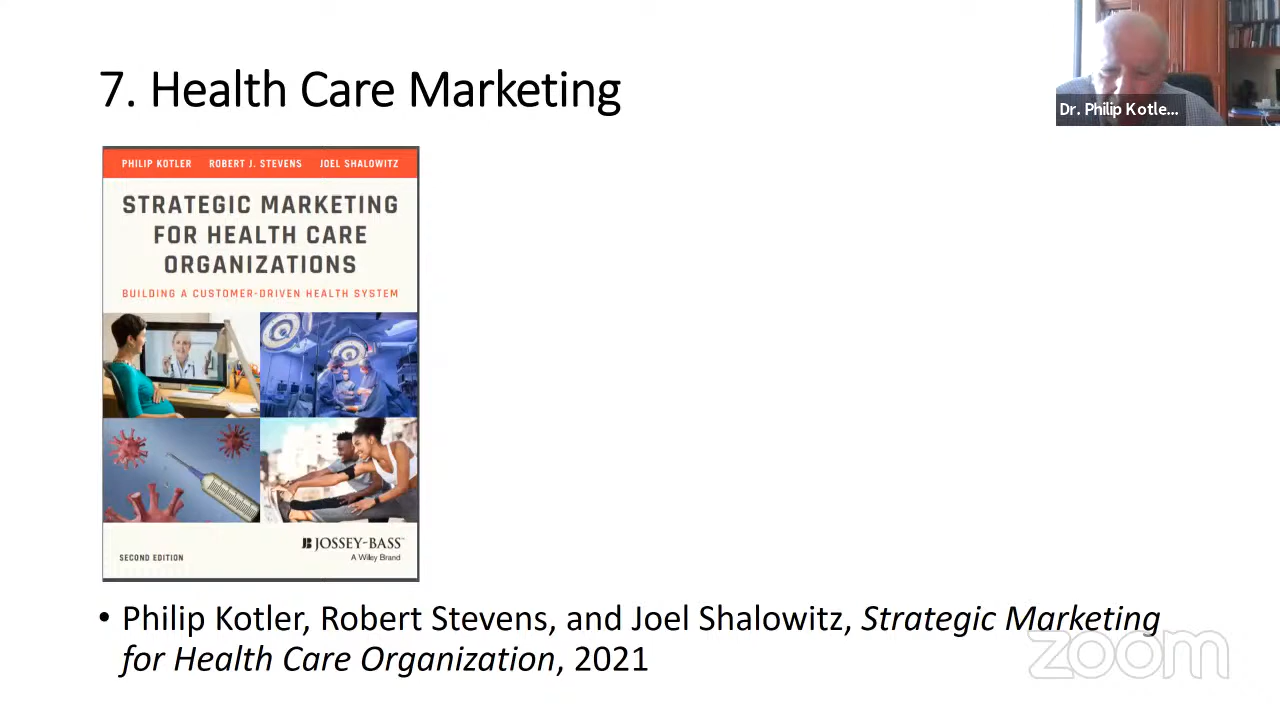 7. Health Care Marketing
Dr. Philip Kotle...
PHILIP KOTLER ROBERT J. STEVENS JOEL SHALOWITZ
STRATEGIC MARKETING
FOR HEALTH CARE
ORGANIZATIONS
BUILDING A CUSTOMER-DRIVEN HEALTH SYSTEM
SECOND EDITION
JB JOSSEY-BASS™
A Wiley Brand
• Philip Kotler, Robert Stevens, and Joel Shalowitz, Strategic Marketing
for Health Care Organization, 2021
zoom